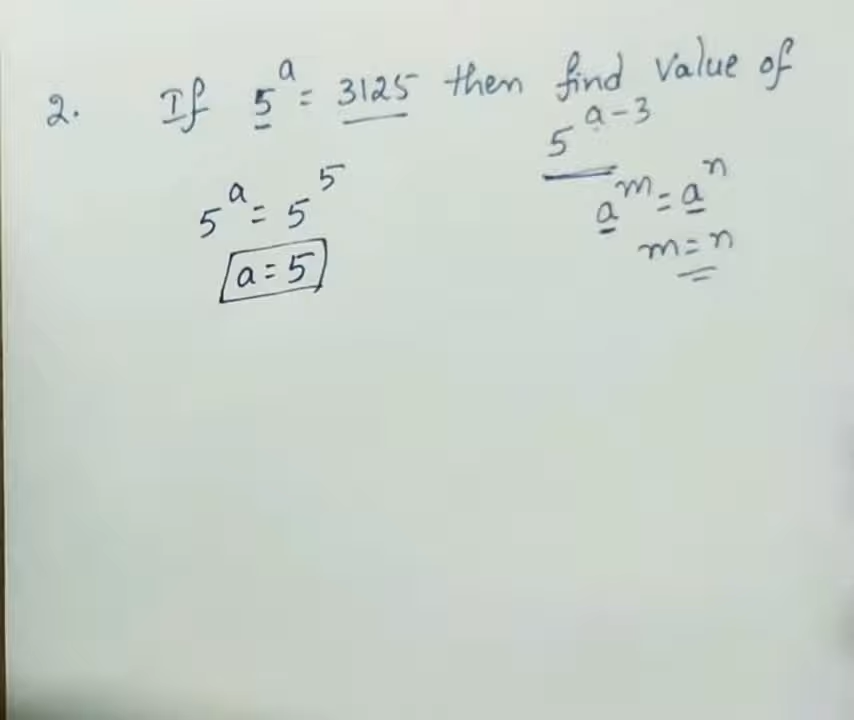 2. If 5^a = 3125 then find value of
5^(a-3)
5^a = 5^5
a = 5
a^m = a^n
m = n